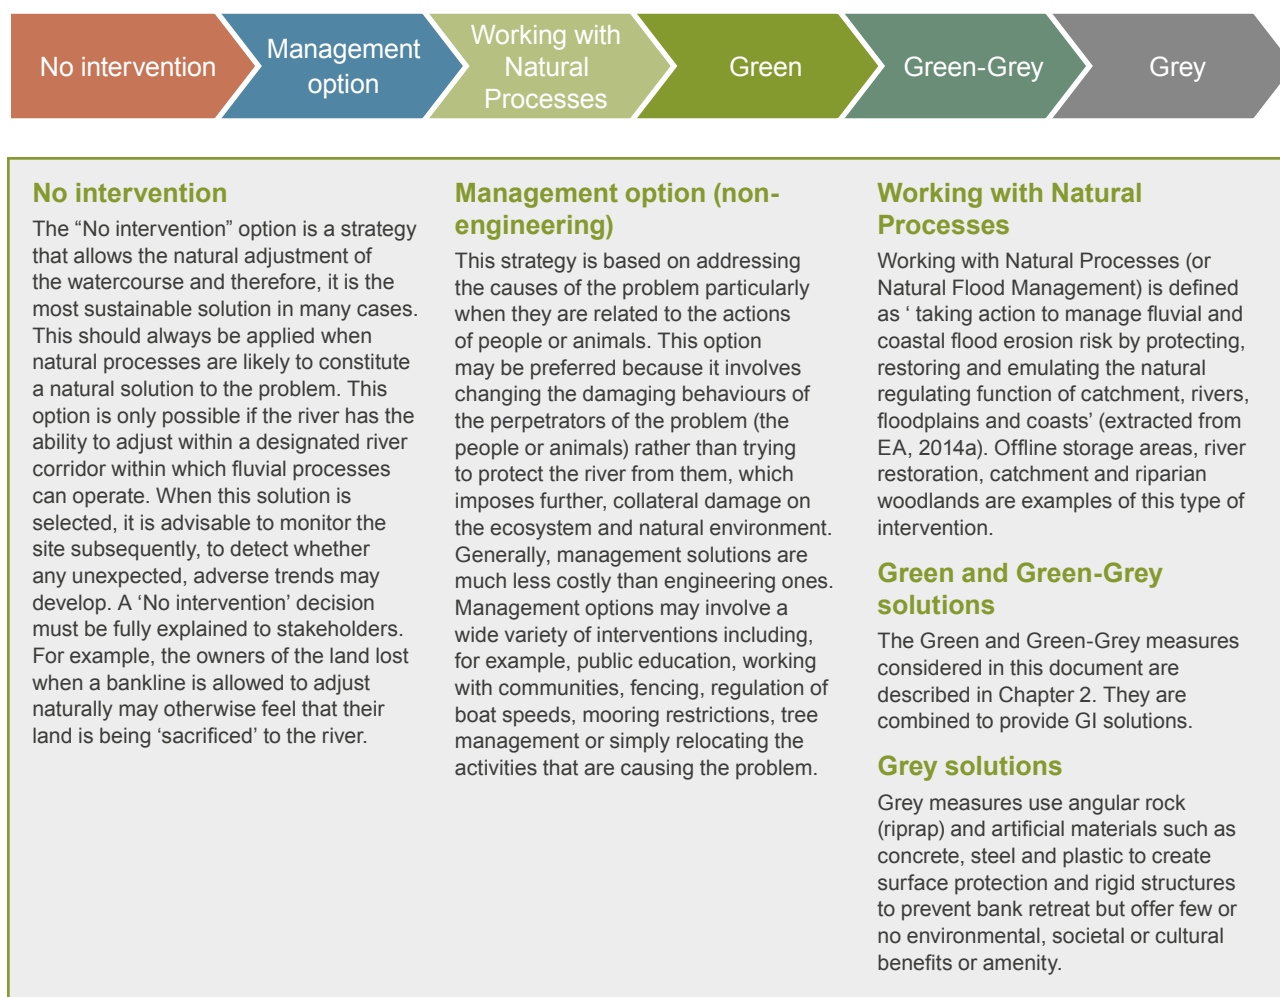 No intervention
Management
option
Working with
Natural
Processes
Green
Green-Grey
Grey
No intervention
The “No intervention” option is a strategy
that allows the natural adjustment of
the watercourse and therefore, it is the
most sustainable solution in many cases.
This should always be applied when
natural processes are likely to constitute
a natural solution to the problem. This
option is only possible if the river has the
ability to adjust within a designated river
corridor within which fluvial processes
can operate. When this solution is
selected, it is advisable to monitor the
site subsequently, to detect whether
any unexpected, adverse trends may
develop. A ‘No intervention’ decision
must be fully explained to stakeholders.
For example, the owners of the land lost
when a bankline is allowed to adjust
naturally may otherwise feel that their
land is being ‘sacrificed’ to the river.
Management option (non-
engineering)
This strategy is based on addressing
the causes of the problem particularly
when they are related to the actions
of people or animals. This option
may be preferred because it involves
changing the damaging behaviours of
the perpetrators of the problem (the
people or animals) rather than trying
to protect the river from them, which
imposes further, collateral damage on
the ecosystem and natural environment.
Generally, management solutions are
much less costly than engineering ones.
Management options may involve a
wide variety of interventions including,
for example, public education, working
with communities, fencing, regulation of
boat speeds, mooring restrictions, tree
management or simply relocating the
activities that are causing the problem.
Working with Natural
Processes
Working with Natural Processes (or
Natural Flood Management) is defined
as ‘ taking action to manage fluvial and
coastal flood erosion risk by protecting,
restoring and emulating the natural
regulating function of catchment, rivers,
floodplains and coasts’ (extracted from
EA, 2014a). Offline storage areas, river
restoration, catchment and riparian
woodlands are examples of this type of
intervention.
Green and Green-Grey
solutions
The Green and Green-Grey measures
considered in this document are
described in Chapter 2. They are
combined to provide GI solutions.
Grey solutions
Grey measures use angular rock
(riprap) and artificial materials such as
concrete, steel and plastic to create
surface protection and rigid structures
to prevent bank retreat but offer few or
no environmental, societal or cultural
benefits or amenity.